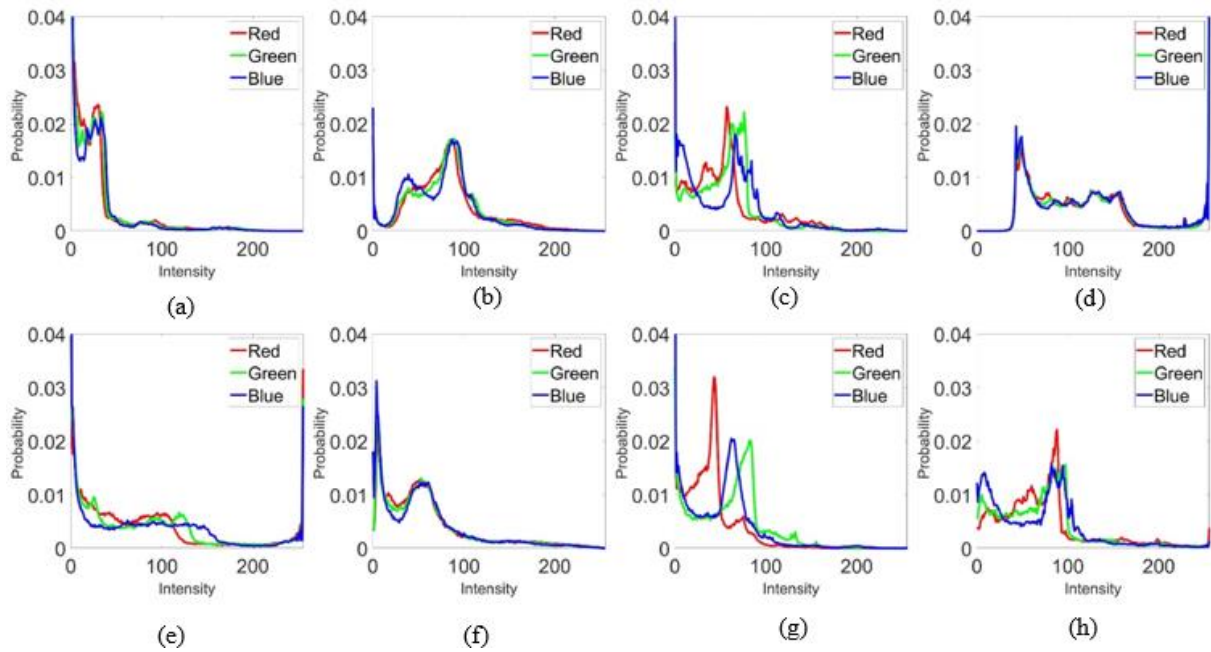 0.04
0.03
0.02
0.01
0
Probability
0 100 200
Intensity
Red
Green
Blue
(a)
0.04
0.03
0.02
0.01
0
Probability
0 100 200
Intensity
Red
Green
Blue
(b)
0.04
0.03
0.02
0.01
0
Probability
0 100 200
Intensity
Red
Green
Blue
(c)
0.04
0.03
0.02
0.01
0
Probability
0 100 200
Intensity
Red
Green
Blue
(d)
0.04
0.03
0.02
0.01
0
Probability
0 100 200
Intensity
Red
Green
Blue
(e)
0.04
0.03
0.02
0.01
0
Probability
0 100 200
Intensity
Red
Green
Blue
(f)
0.04
0.03
0.02
0.01
0
Probability
0 100 200
Intensity
Red
Green
Blue
(g)
0.04
0.03
0.02
0.01
0
Probability
0 100 200
Intensity
Red
Green
Blue
(h)